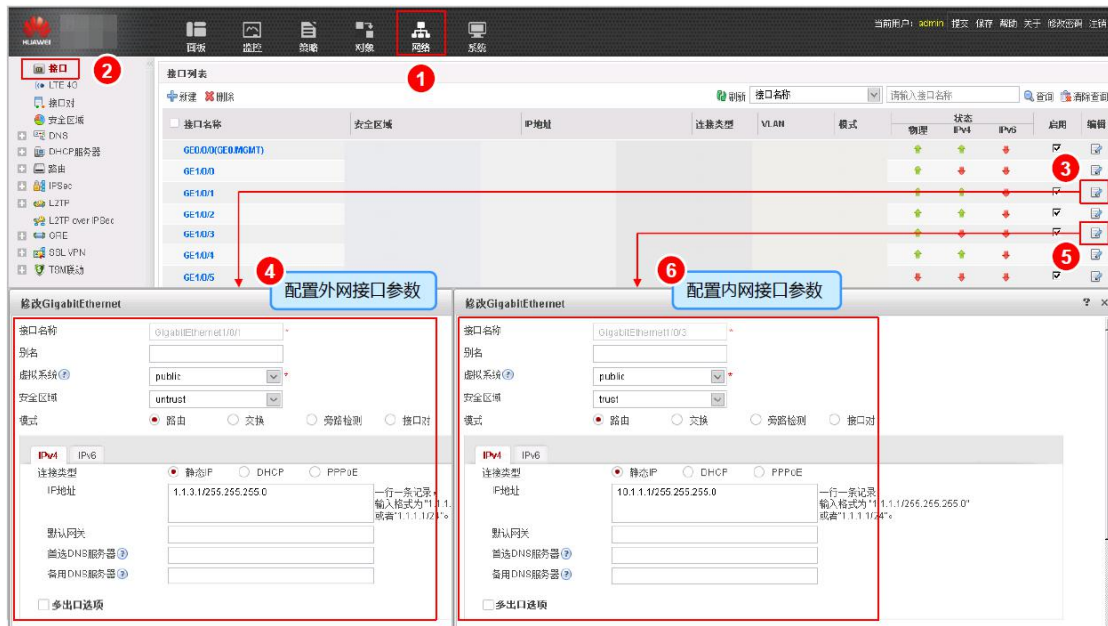 HUAWEI
面板 监控 策略 对象 网络 系统
当前用户: admin 提交 保存 帮助 关于 修改密码 注销
1
接口 2
LTE 4G
接口对
安全区域
DNS
DHCP服务器
路由
IPSec
L2TP
L2TP over IPSec
GRE
SSL VPN
TSM联动
接口列表
新建 删除 刷新 接口名称 请输入接口名称 查询 清除查询
接口名称 安全区域 IP地址 连接类型 VLAN 模式 状态 启用 编辑
物理 IPv4 IPv6
GE0/0/0(GE0/MGMT)
GE1/0/0 3
GE1/0/1
GE1/0/2
GE1/0/3
GE1/0/4 5
GE1/0/5
4 配置外网接口参数
6 配置内网接口参数
修改GigabitEthernet
接口名称 GigabitEthernet1/0/1 *
别名
虚拟系统 public *
安全区域 untrust
模式 路由 交换 旁路检测 接口对
IPv4 IPv6
连接类型 静态IP DHCP PPPoE
IP地址 1.1.3.1/255.255.255.0 一行一条记录,
输入格式为"1.1.1.
或者"1.1.1.1/24"。
默认网关
首选DNS服务器
备用DNS服务器
多出口选项
修改GigabitEthernet ? ×
接口名称 GigabitEthernet1/0/3 *
别名
虚拟系统 public *
安全区域 trust
模式 路由 交换 旁路检测 接口对
IPv4 IPv6
连接类型 静态IP DHCP PPPoE
IP地址 10.1.1.1/255.255.255.0 一行一条记录,
输入格式为"1.1.1.1/255.255.255.0"
或者"1.1.1.1/24"。
默认网关
首选DNS服务器
备用DNS服务器
多出口选项